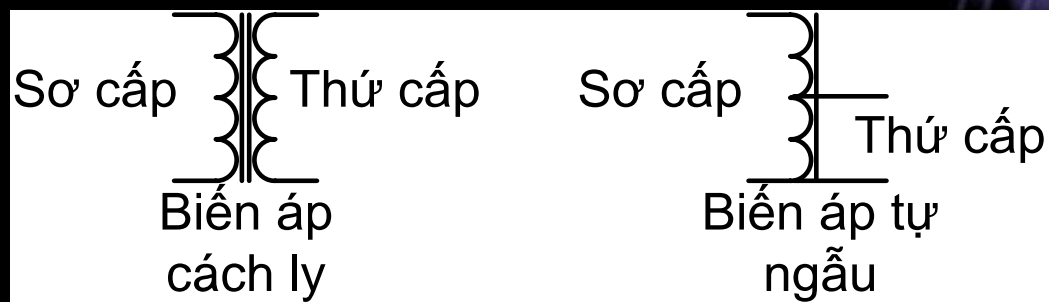 Sơ cấp
Thứ cấp
Biến áp
cách ly
Sơ cấp
Thứ cấp
Biến áp tự
ngẫu